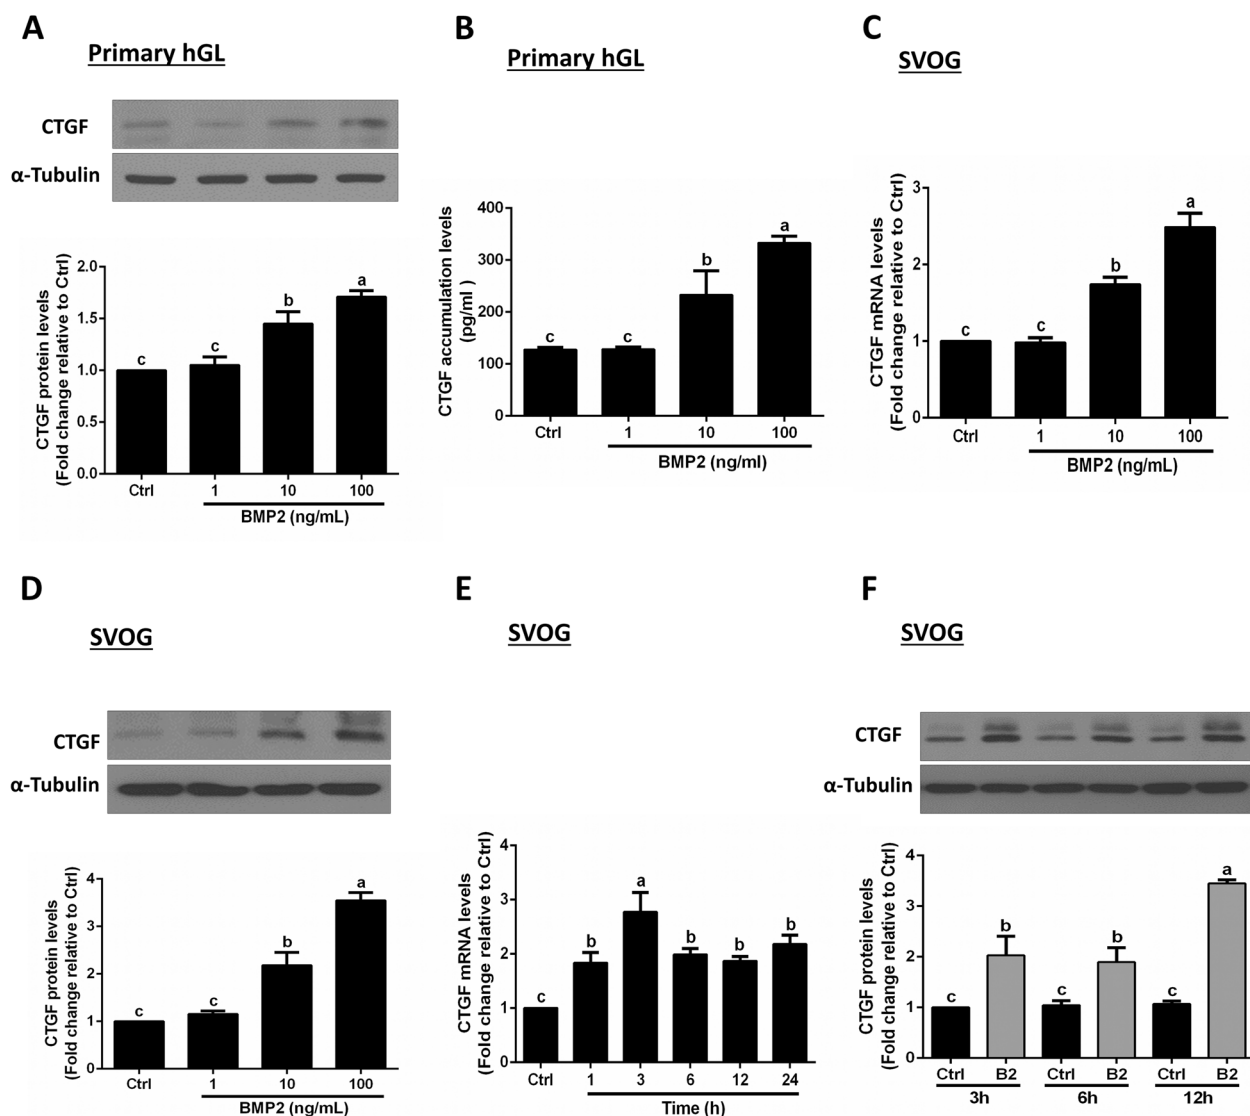 A
Primary hGL
CTGF
α-Tubulin
CTGF protein levels
(Fold change relative to Ctrl)
2.0
1.5
1.0
0.5
0.0
c
c
b
a
Ctrl
1
10
100
BMP2 (ng/mL)
B
Primary hGL
CTGF accumulation levels
(pg/ml )
400
300
200
100
0
c
c
b
a
Ctrl
1
10
100
BMP2 (ng/ml)
C
SVOG
CTGF mRNA levels
(Fold change relative to Ctrl)
3
2
1
0
c
c
b
a
Ctrl
1
10
100
BMP2 (ng/mL)
D
SVOG
CTGF
α-Tubulin
CTGF protein levels
(Fold change relative to Ctrl)
4
3
2
1
0
c
c
b
a
Ctrl
1
10
100
BMP2 (ng/mL)
E
SVOG
CTGF mRNA levels
(Fold change relative to Ctrl)
4
3
2
1
0
c
b
a
b
b
b
Ctrl
1
3
6
12
24
Time (h)
F
SVOG
CTGF
α-Tubulin
CTGF protein levels
(Fold change relative to Ctrl)
4
3
2
1
0
c
b
c
b
c
a
Ctrl B2 Ctrl B2 Ctrl B2
3h 6h 12h